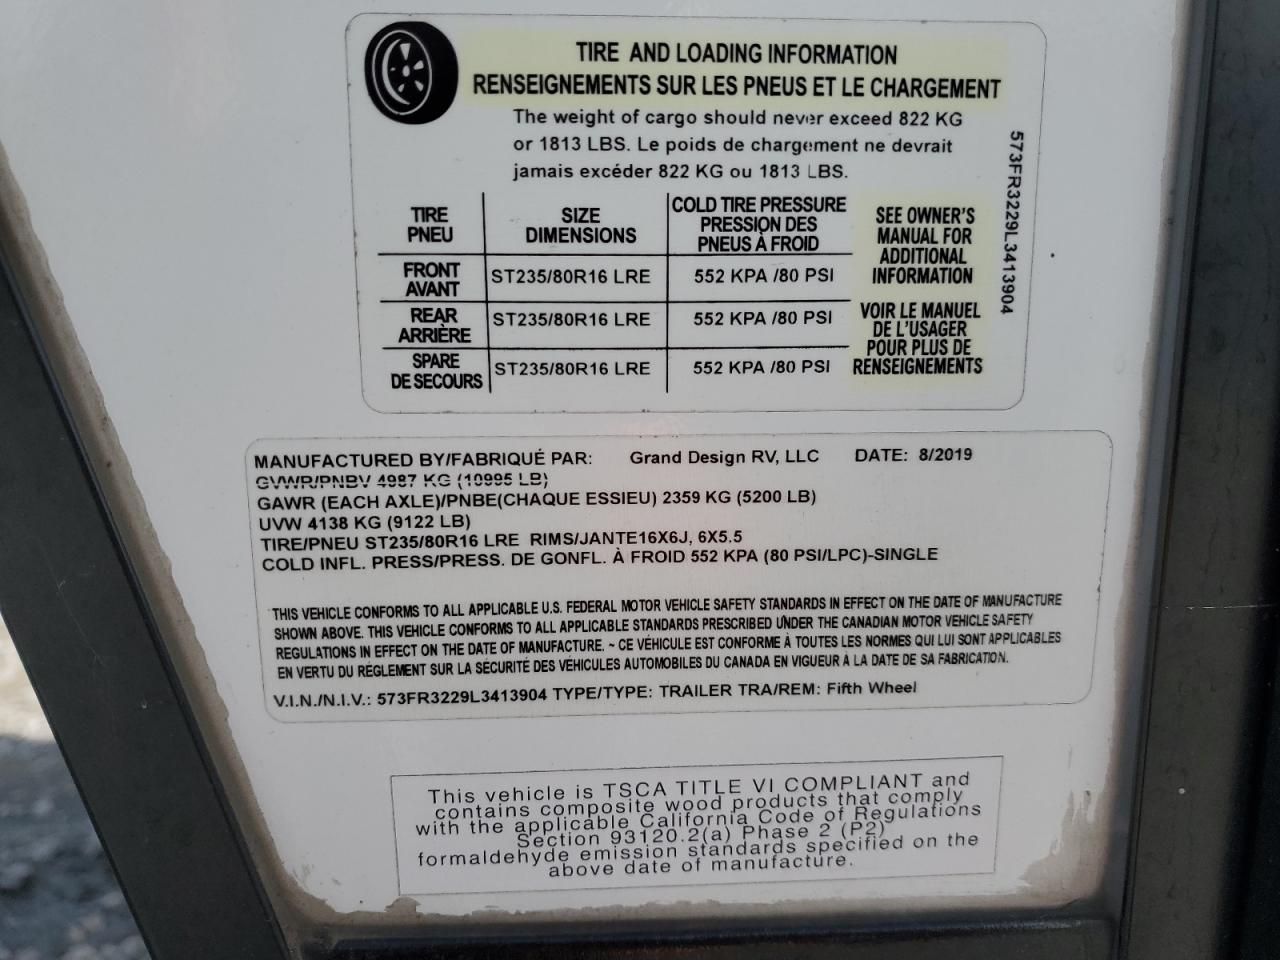 TIRE AND LOADING INFORMATION
RENSEIGNEMENTS SUR LES PNEUS ET LE CHARGEMENT
The weight of cargo should never exceed 822 KG
or 1813 LBS. Le poids de chargement ne devrait
jamais excéder 822 KG ou 1813 LBS.
TIRE PNEU SIZE DIMENSIONS COLD TIRE PRESSURE PRESSION DES PNEUS À FROID
FRONT AVANT ST235/80R16 LRE 552 KPA /80 PSI
REAR ARRIÈRE ST235/80R16 LRE 552 KPA /80 PSI
SPARE DE SECOURS ST235/80R16 LRE 552 KPA /80 PSI
SEE OWNER'S
MANUAL FOR
ADDITIONAL
INFORMATION
VOIR LE MANUEL
DE L'USAGER
POUR PLUS DE
RENSEIGNEMENTS
573FR3229L3413904
MANUFACTURED BY/FABRIQUÉ PAR: Grand Design RV, LLC DATE: 8/2019
GVWR/PNBV 4987 KG (10995 LB)
GAWR (EACH AXLE)/PNBE(CHAQUE ESSIEU) 2359 KG (5200 LB)
UVW 4138 KG (9122 LB)
TIRE/PNEU ST235/80R16 LRE RIMS/JANTE16X6J, 6X5.5
COLD INFL. PRESS/PRESS. DE GONFL. À FROID 552 KPA (80 PSI/LPC)-SINGLE
THIS VEHICLE CONFORMS TO ALL APPLICABLE U.S. FEDERAL MOTOR VEHICLE SAFETY STANDARDS IN EFFECT ON THE DATE OF MANUFACTURE
SHOWN ABOVE. THIS VEHICLE CONFORMS TO ALL APPLICABLE STANDARDS PRESCRIBED UNDER THE CANADIAN MOTOR VEHICLE SAFETY
REGULATIONS IN EFFECT ON THE DATE OF MANUFACTURE. ~ CE VÉHICULE EST CONFORME À TOUTES LES NORMES QUI LUI SONT APPLICABLES
EN VERTU DU RÉGLEMENT SUR LA SÉCURITÉ DES VÉHICULES AUTOMOBILES DU CANADA EN VIGUEUR À LA DATE DE SA FABRICATION.
V.I.N./N.I.V.: 573FR3229L3413904 TYPE/TYPE: TRAILER TRA/REM: Fifth Wheel
This vehicle is TSCA TITLE VI COMPLIANT and
contains composite wood products that comply
with the applicable California Code of Regulations
Section 93120.2(a) Phase 2 (P2)
formaldehyde emission standards specified on the
above date of manufacture.